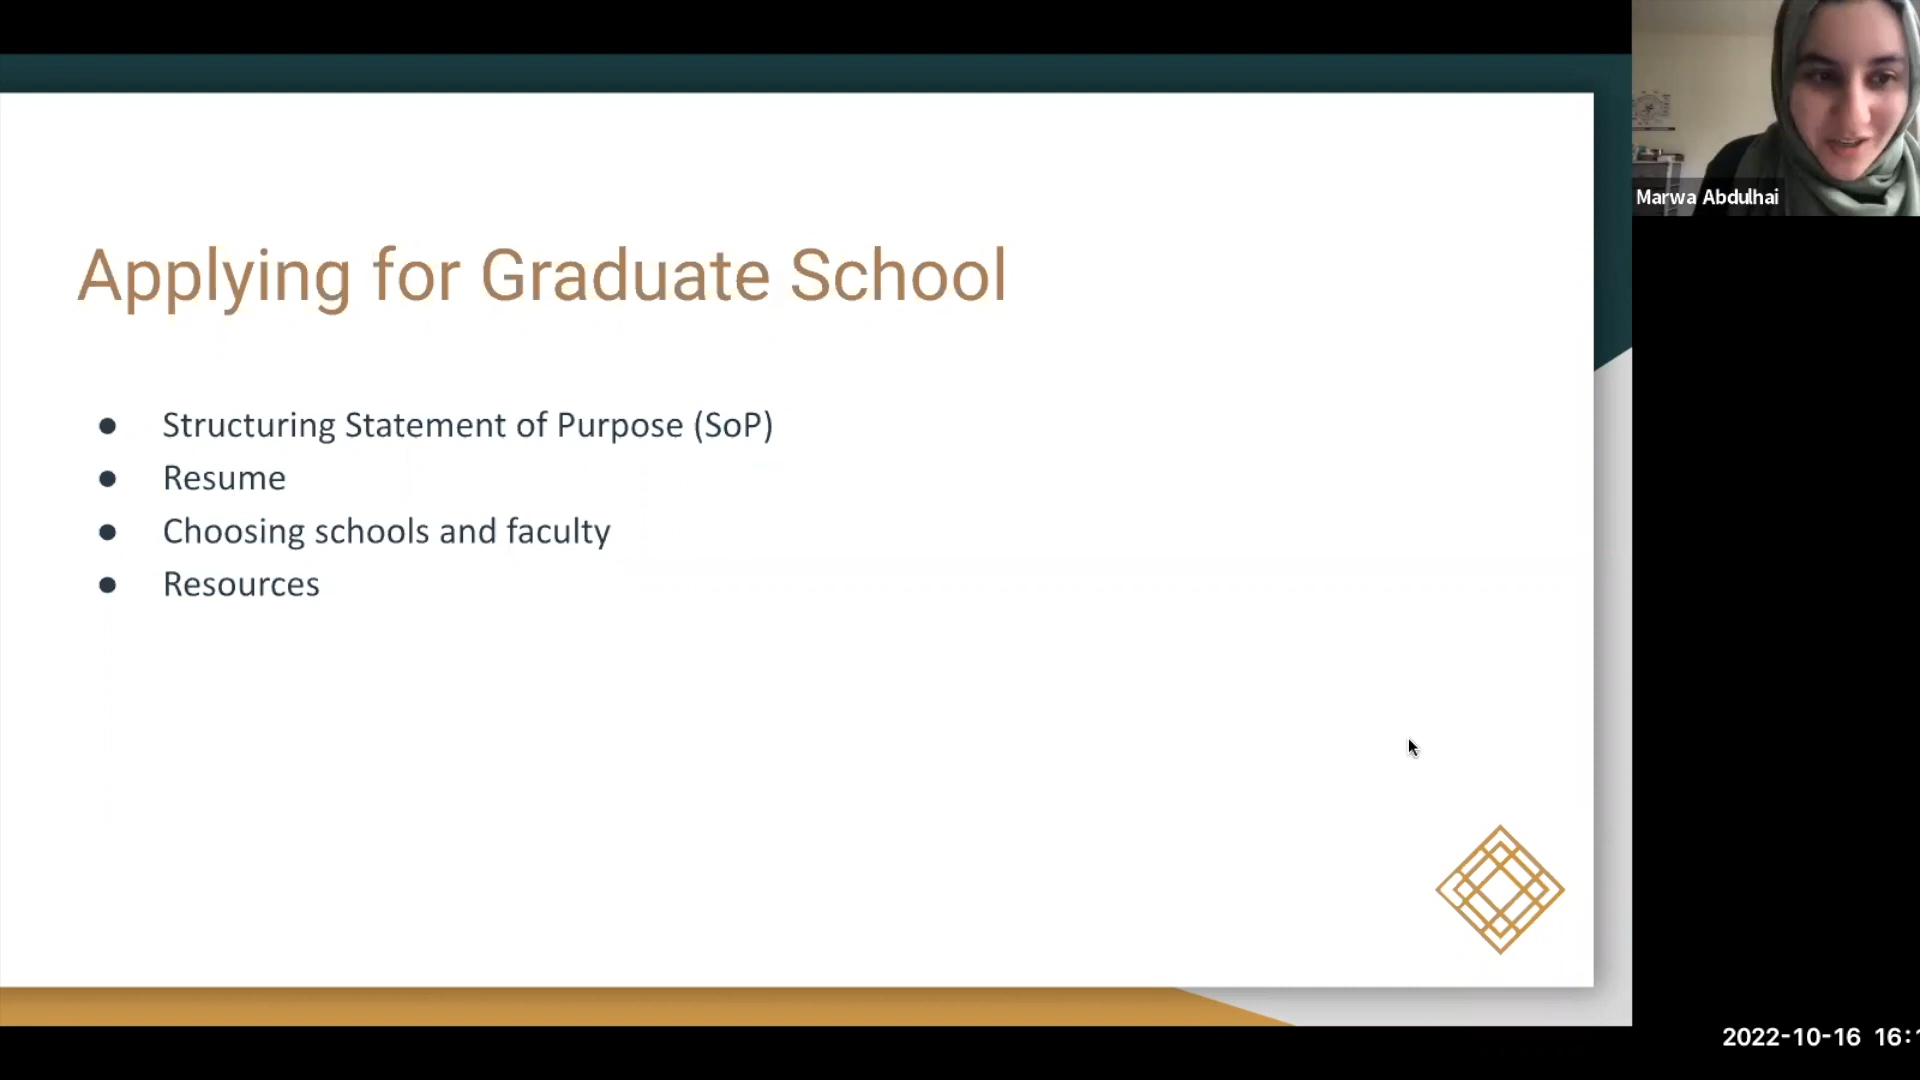 Marwa Abdulhai
Applying for Graduate School
● Structuring Statement of Purpose (SoP)
● Resume
● Choosing schools and faculty
● Resources
2022-10-16 16: